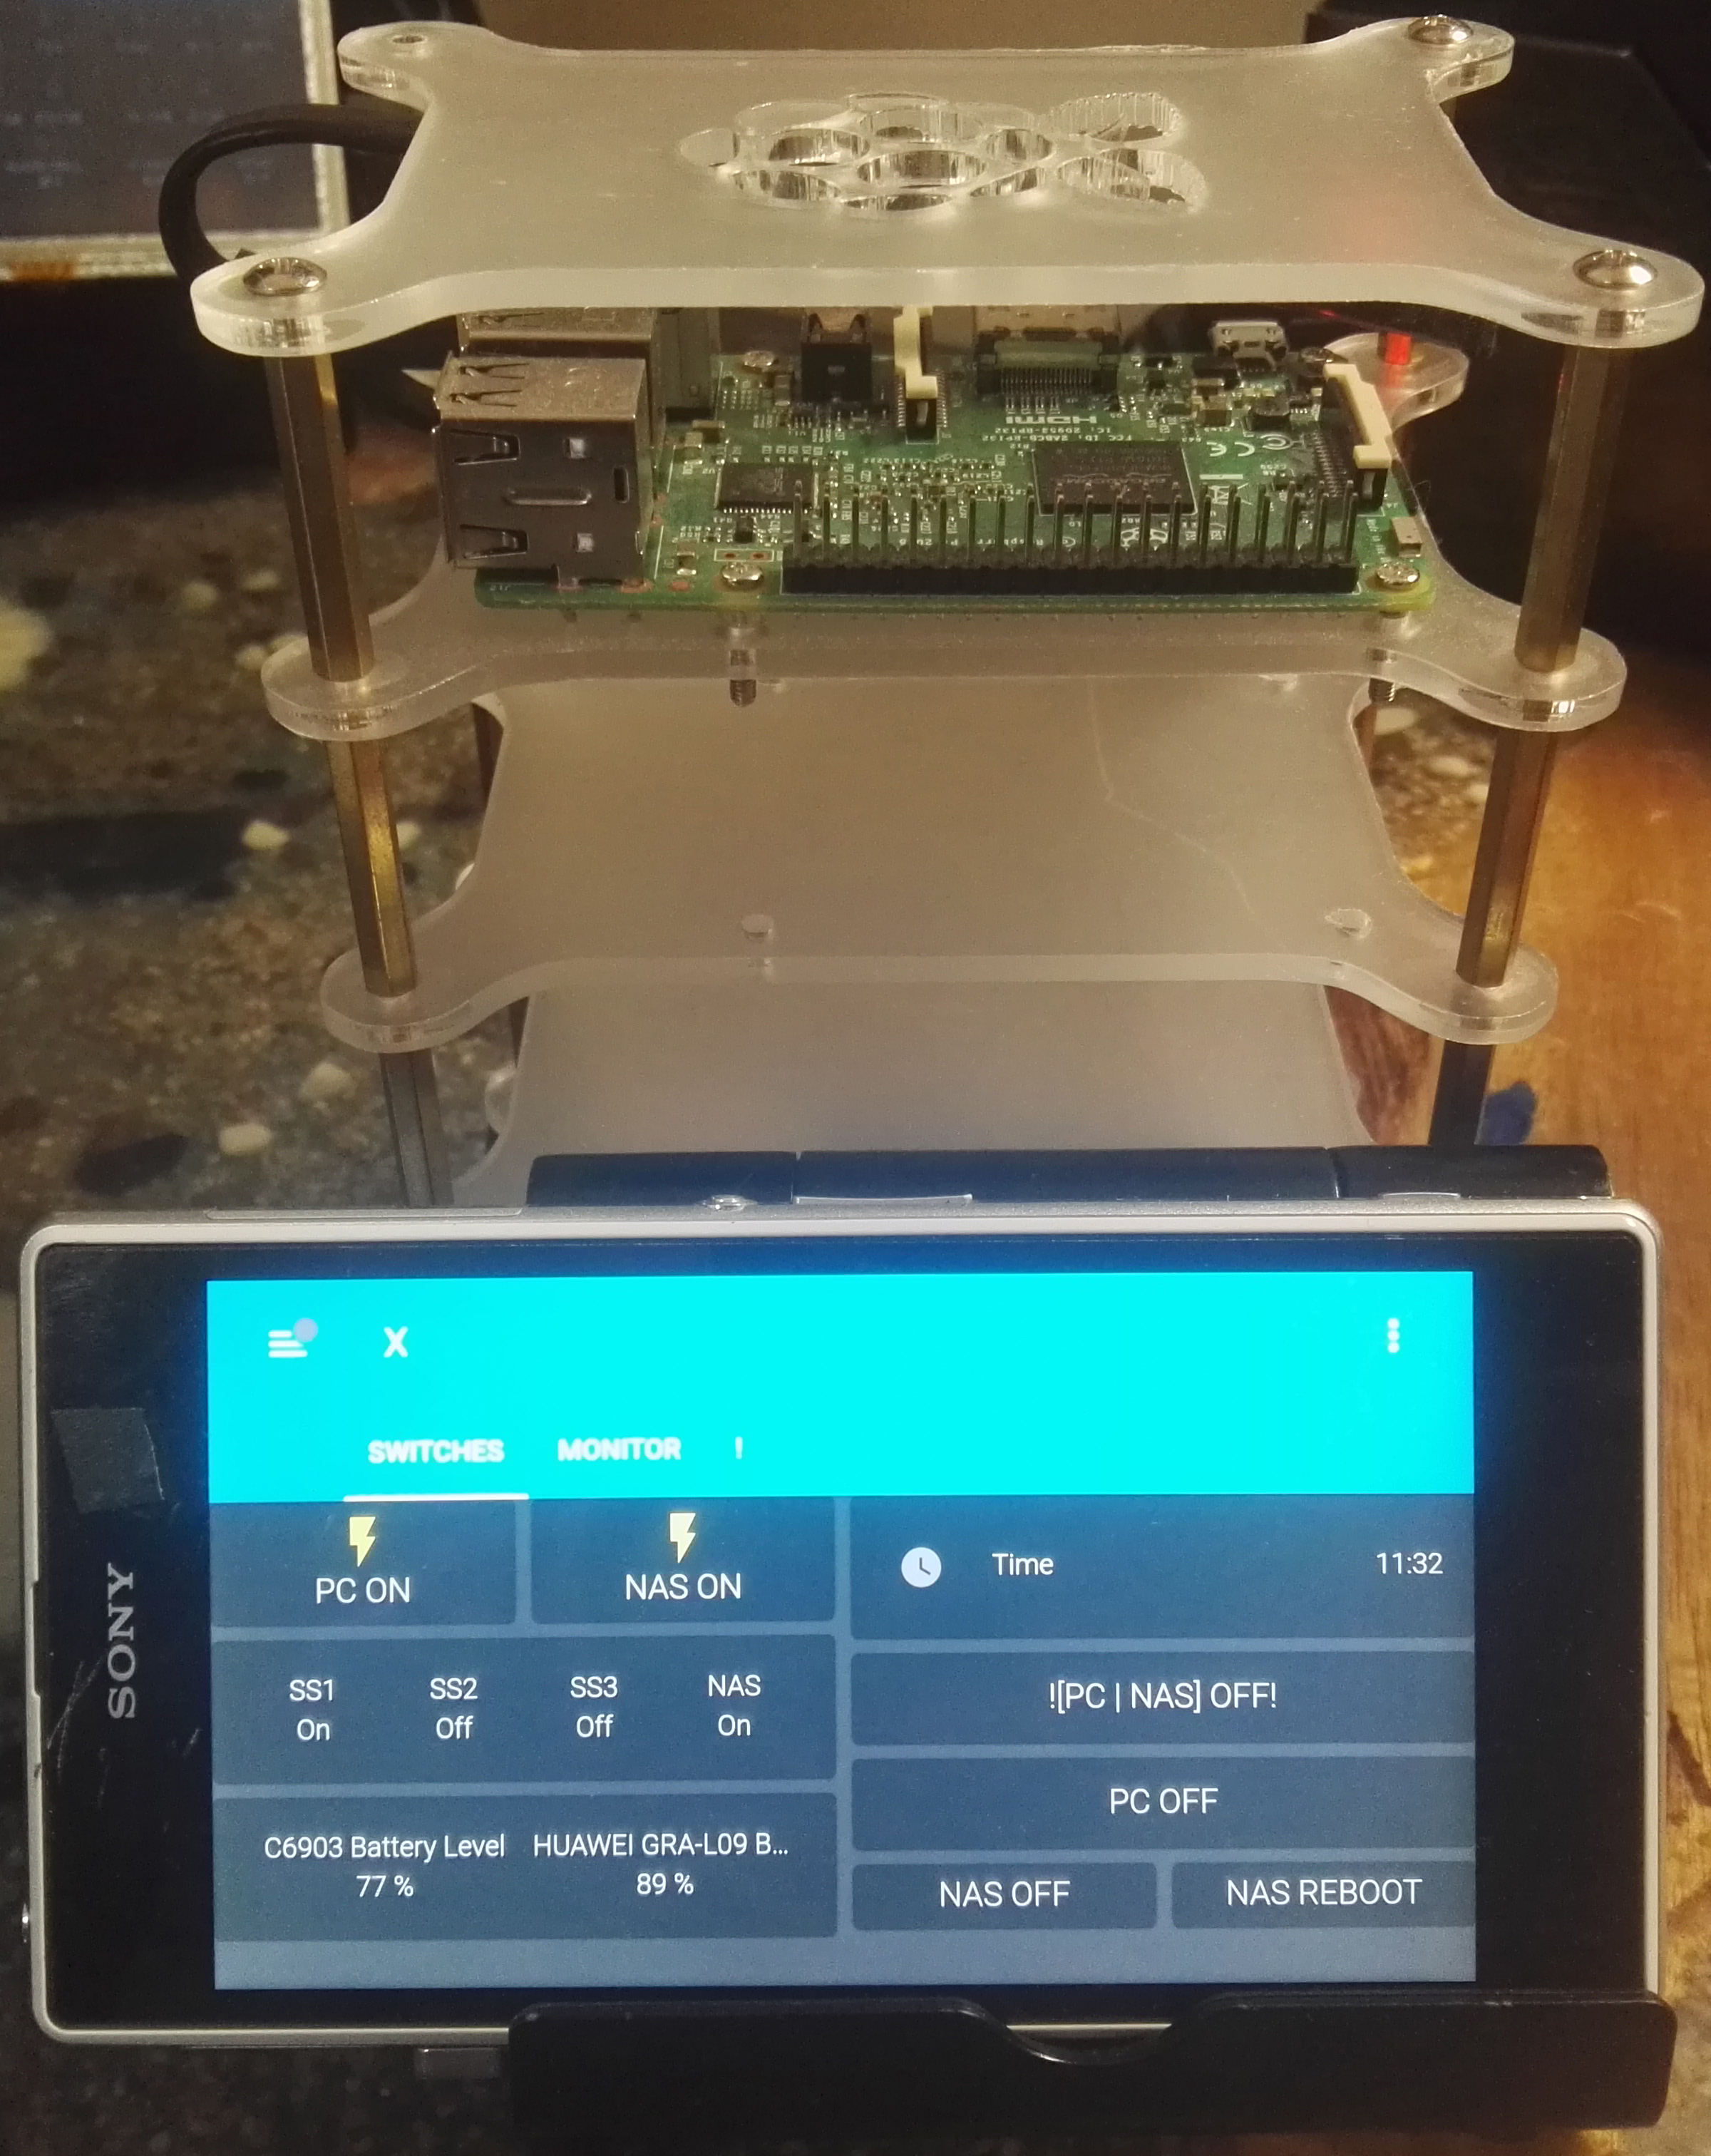 HDMI
SONY
X
SWITCHES MONITOR !
PC ON
NAS ON
Time 11:32
SS1 SS2 SS3 NAS
On Off Off On
![PC | NAS] OFF!
PC OFF
C6903 Battery Level HUAWEI GRA-L09 B...
77 % 89 %
NAS OFF
NAS REBOOT